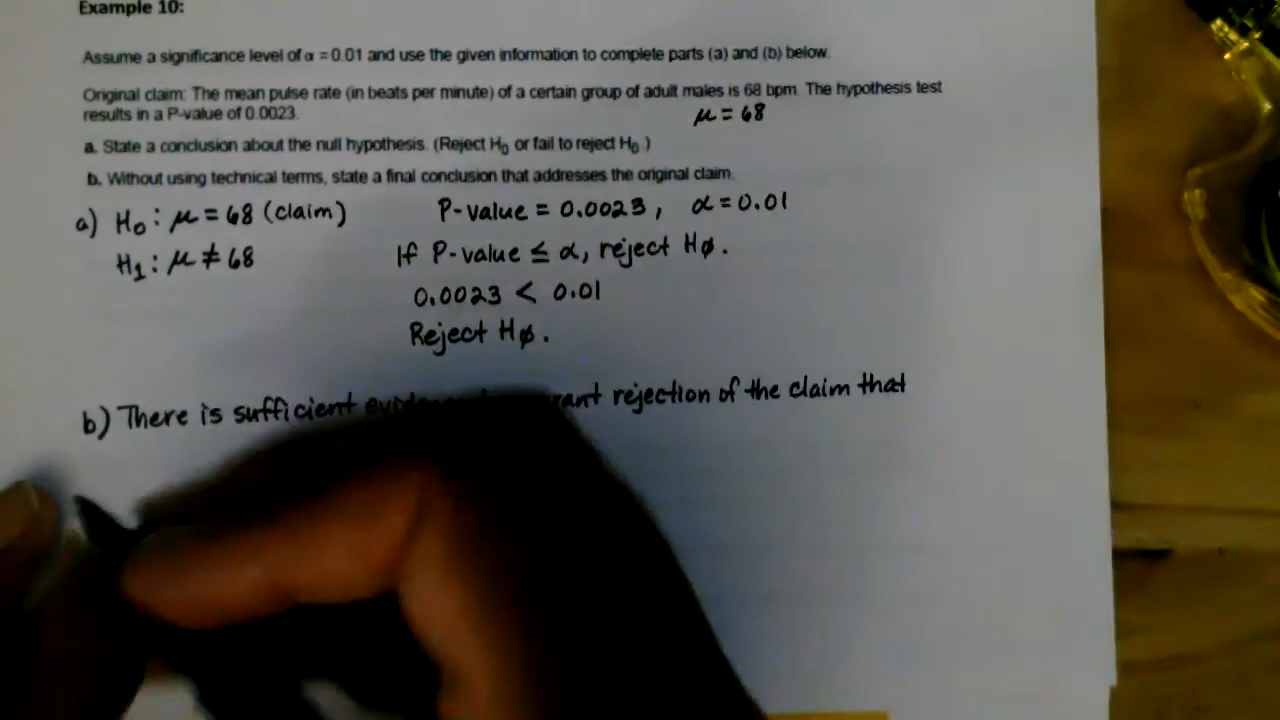 Example 10:
Assume a significance level of α = 0.01 and use the given information to complete parts (a) and (b) below.
Original claim: The mean pulse rate (in beats per minute) of a certain group of adult males is 68 bpm. The hypothesis test
results in a P-value of 0.0023.
μ = 68
a. State a conclusion about the null hypothesis. (Reject H₀ or fail to reject H₀.)
b. Without using technical terms, state a final conclusion that addresses the original claim.
a) H₀: μ = 68 (claim)
P-value = 0.0023, α = 0.01
H₁: μ ≠ 68
If P-value ≤ α, reject Hø.
0.0023 < 0.01
Reject Hø.
b) There is sufficient rejection of the claim that